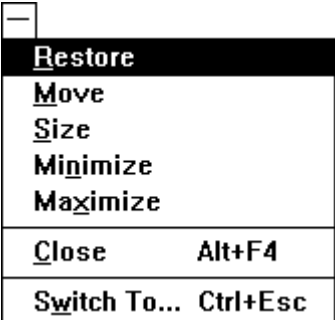 Restore
Move
Size
Minimize
Maximize
Close Alt+F4
Switch To... Ctrl+Esc